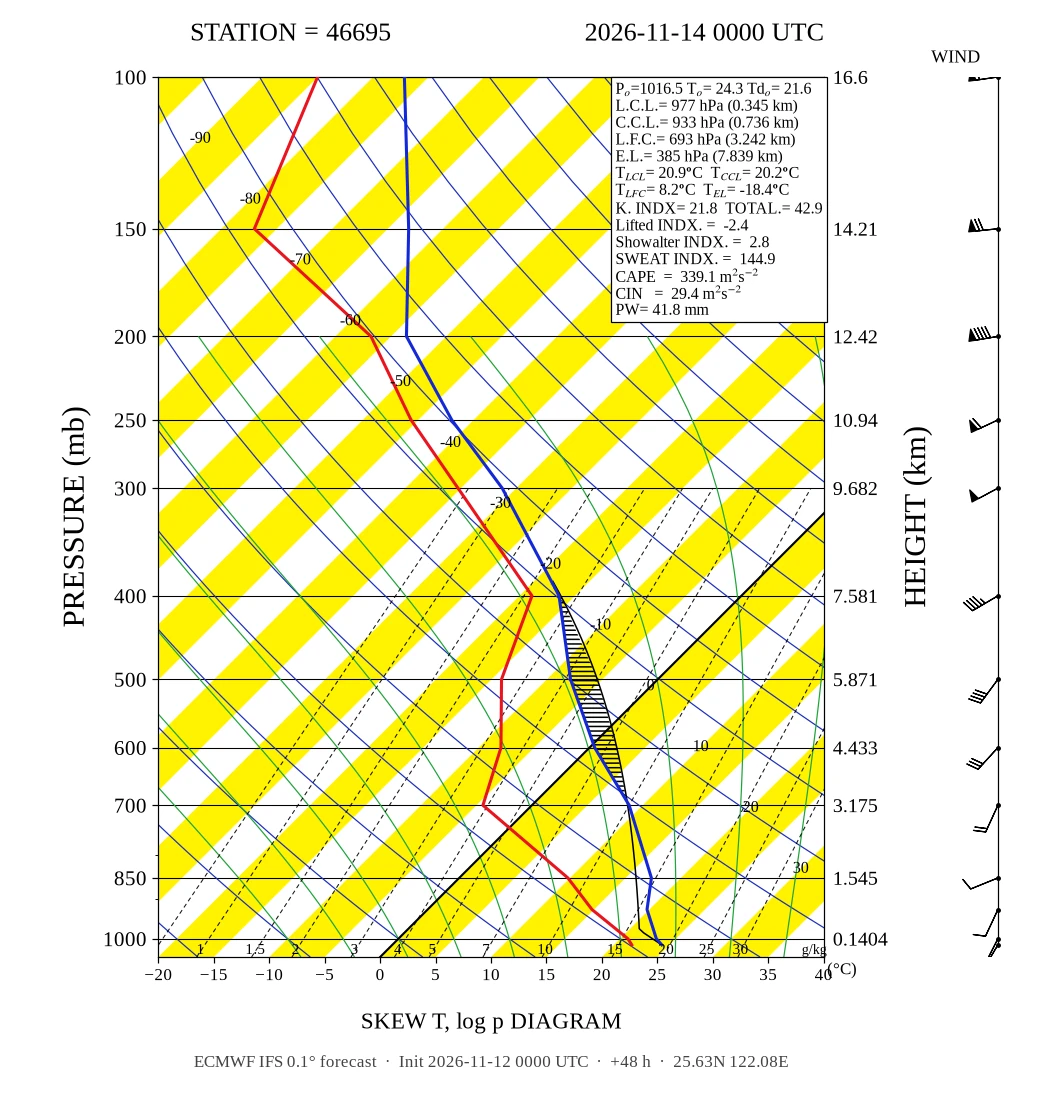 STATION = 46695
2026-11-14 0000 UTC
WIND
P₀=1016.5 T₀= 24.3 Td₀= 21.6
L.C.L.= 977 hPa (0.345 km)
C.C.L.= 933 hPa (0.736 km)
L.F.C.= 693 hPa (3.242 km)
E.L.= 385 hPa (7.839 km)
T_LCL= 20.9°C T_CCL= 20.2°C
T_LFC= 8.2°C T_EL= -18.4°C
K. INDX= 21.8 TOTAL.= 42.9
Lifted INDX. = -2.4
Showalter INDX. = 2.8
SWEAT INDX. = 144.9
CAPE = 339.1 m²s⁻²
CIN = 29.4 m²s⁻²
PW= 41.8 mm
100 16.6
-90
-80
150 14.21
-70
-60
200 12.42
-50
250 10.94
-40
300 9.682
-30
-20
400 7.581
-10
500 5.871
0
600 4.433
10
700 3.175
20
850 1.545
30
1000 0.1404
PRESSURE (mb)
HEIGHT (km)
1 1.5 2 3 4 5 7 10 15 20 25 30 g/kg
−20 −15 −10 −5 0 5 10 15 20 25 30 35 40 (°C)
SKEW T, log p DIAGRAM
ECMWF IFS 0.1° forecast · Init 2026-11-12 0000 UTC · +48 h · 25.63N 122.08E